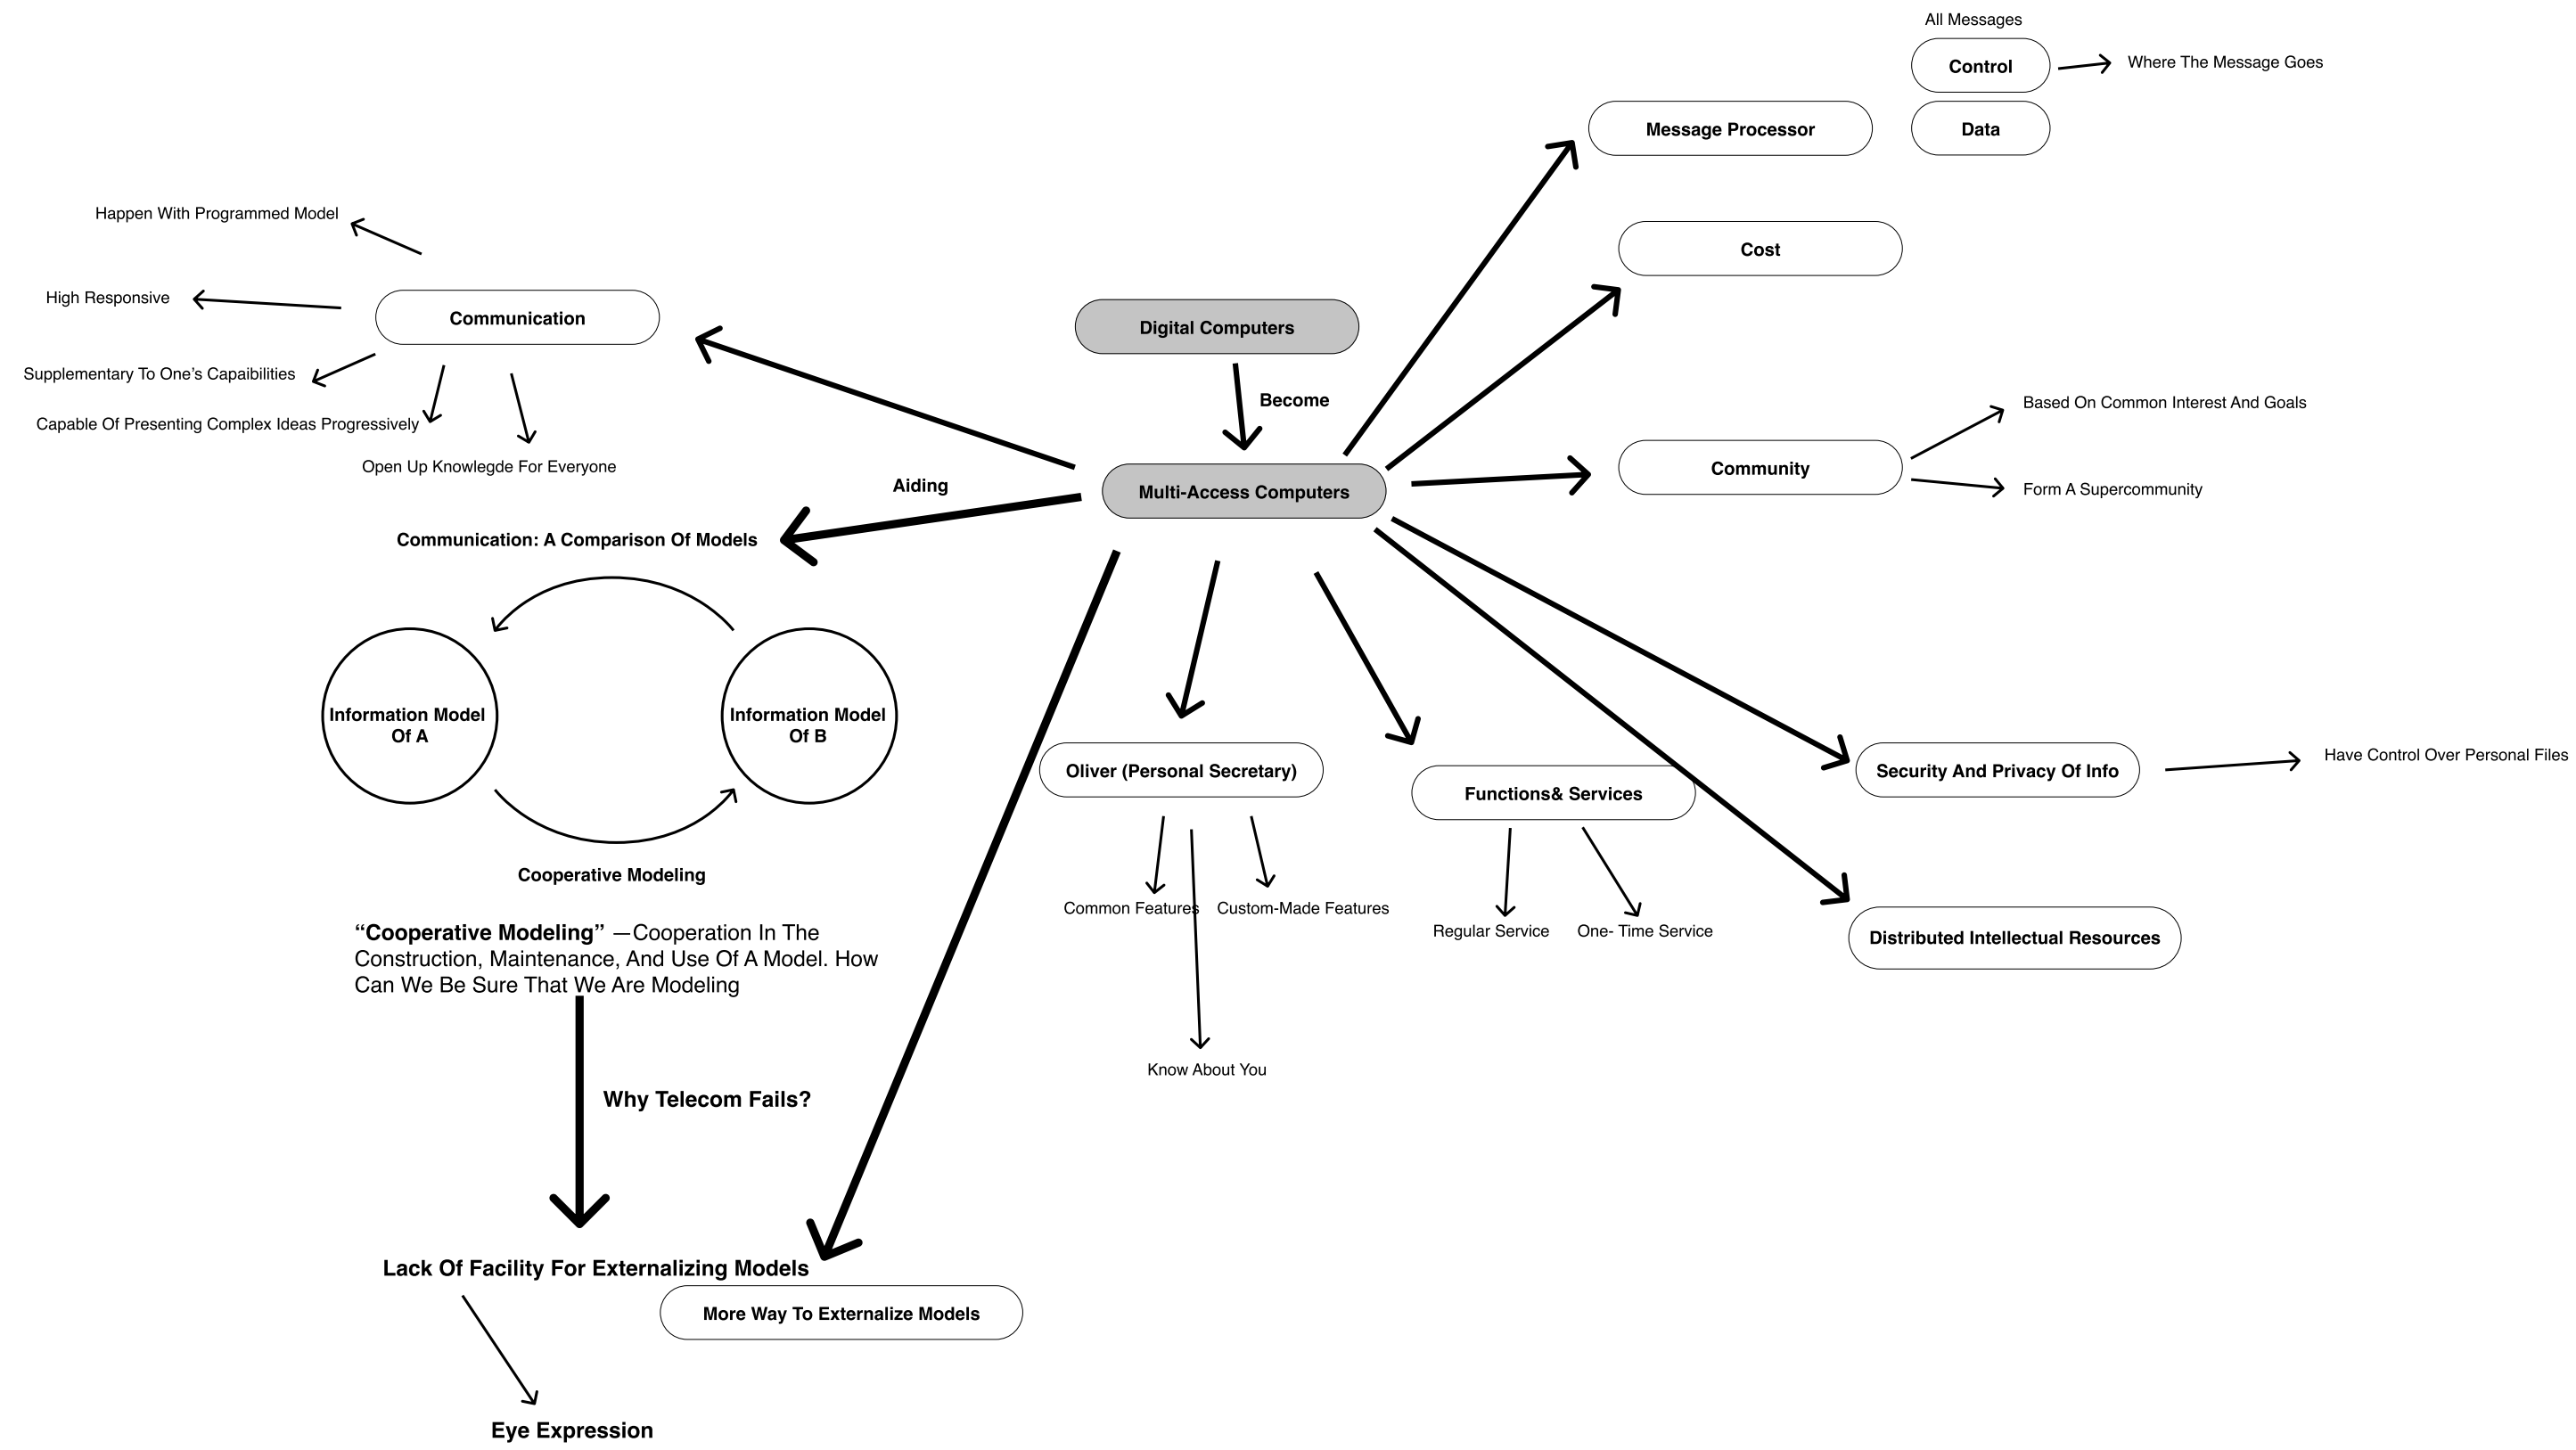 All Messages
Control
Where The Message Goes
Message Processor
Data
Happen With Programmed Model
Cost
High Responsive
Communication
Digital Computers
Supplementary To One's Capaibilities
Become
Capable Of Presenting Complex Ideas Progressively
Based On Common Interest And Goals
Open Up Knowlegde For Everyone
Community
Aiding
Multi-Access Computers
Form A Supercommunity
Communication: A Comparison Of Models
Information Model
Of A
Information Model
Of B
Oliver (Personal Secretary)
Functions& Services
Security And Privacy Of Info
Have Control Over Personal Files
Cooperative Modeling
Common Features
Custom-Made Features
Regular Service
One- Time Service
Distributed Intellectual Resources
“Cooperative Modeling” —Cooperation In The
Construction, Maintenance, And Use Of A Model. How
Can We Be Sure That We Are Modeling
Know About You
Why Telecom Fails?
Lack Of Facility For Externalizing Models
More Way To Externalize Models
Eye Expression